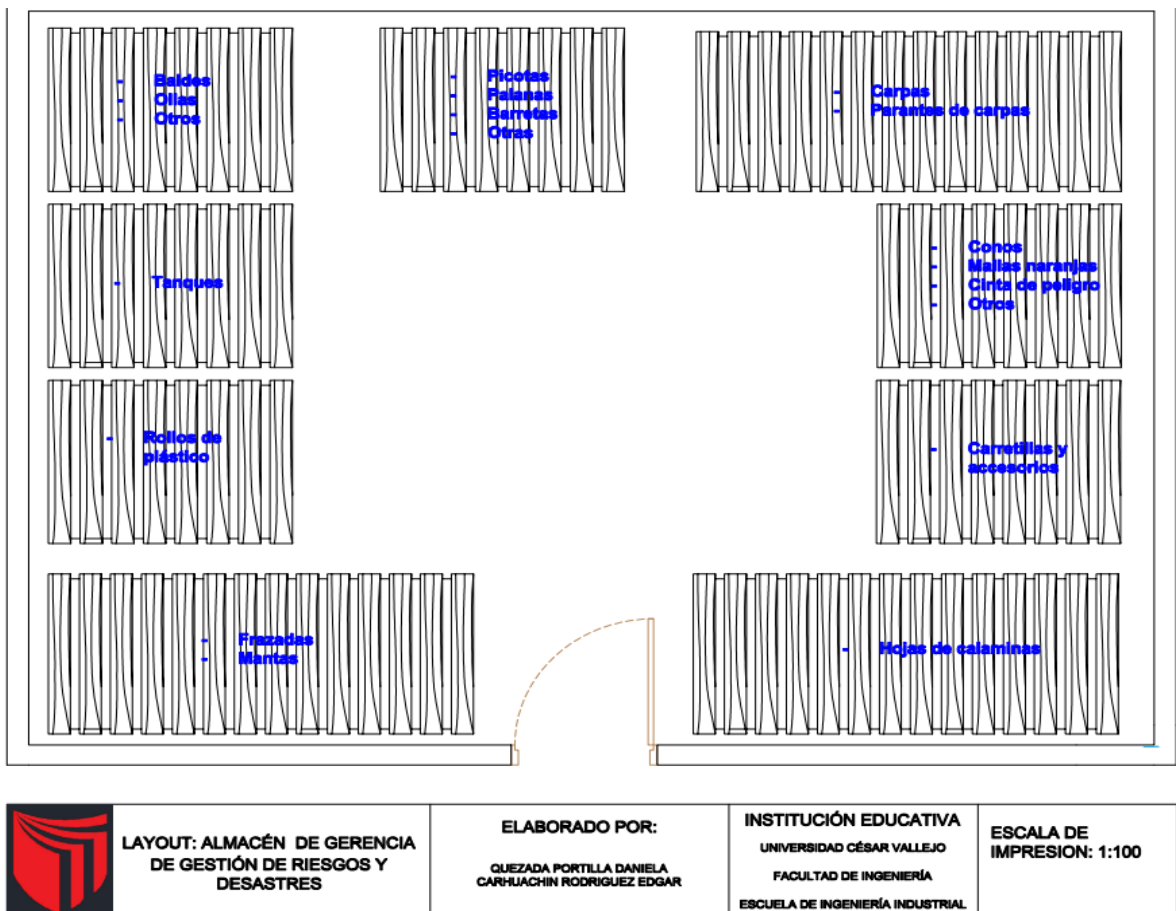 - Baldes
- Ollas
- Otros
- Picotas
- Palanas
- Barretas
- Otras
- Carpas
- Parantes de carpas
- Tanques
- Conos
- Mallas naranjas
- Cinta de peligro
- Otros
- Rollos de
plástico
- Carretillas y
accesorios
- Frazadas
- Mantas
- Hojas de calaminas
LAYOUT: ALMACÉN DE GERENCIA
DE GESTIÓN DE RIESGOS Y
DESASTRES
ELABORADO POR:
QUEZADA PORTILLA DANIELA
CARHUACHIN RODRIGUEZ EDGAR
INSTITUCIÓN EDUCATIVA
UNIVERSIDAD CÉSAR VALLEJO
FACULTAD DE INGENIERÍA
ESCUELA DE INGENIERÍA INDUSTRIAL
ESCALA DE
IMPRESION: 1:100